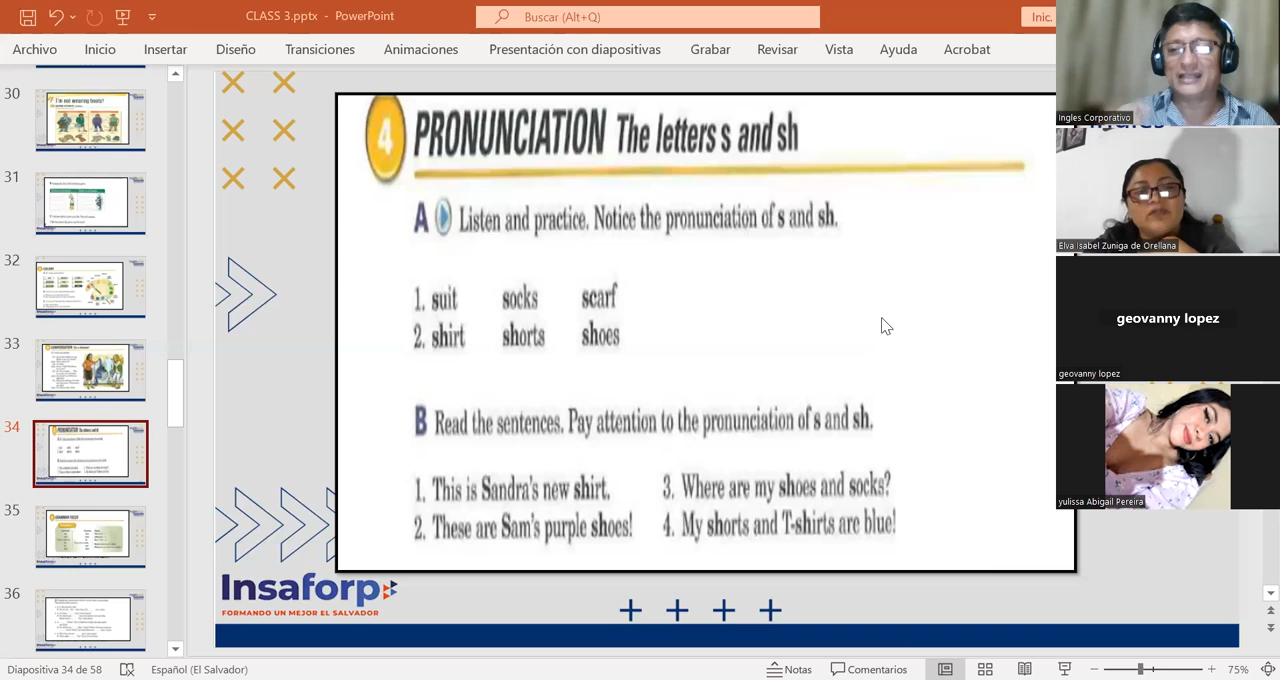 CLASS 3.pptx - PowerPoint
Buscar (Alt+Q)
Inic.
Archivo Inicio Insertar Diseño Transiciones Animaciones Presentación con diapositivas Grabar Revisar Vista Ayuda Acrobat
30
31
32
33
34
35
36
I'm not wearing boots!
4 PRONUNCIATION The letters s and sh
A Listen and practice. Notice the pronunciation of s and sh.
1. suit socks scarf
2. shirt shorts shoes
B Read the sentences. Pay attention to the pronunciation of s and sh.
1. This is Sandra's new shirt. 3. Where are my shoes and socks?
2. These are Sam's purple shoes! 4. My shorts and T-shirts are blue!
Insaforp
FORMANDO UN MEJOR EL SALVADOR
Ingles Corporativo
Elva Isabel Zuniga de Orellana
geovanny lopez
geovanny lopez
yulissa Abigail Pereira
Diapositiva 34 de 58 Español (El Salvador) Notas Comentarios 75%